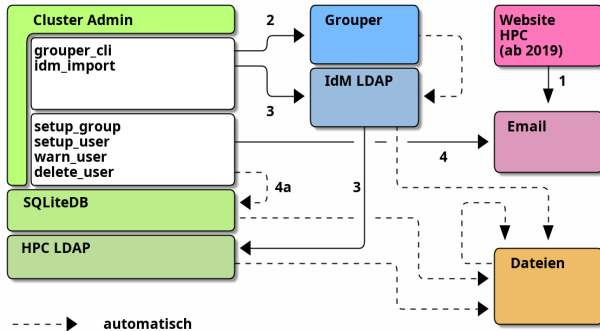 Cluster Admin
grouper_cli
idm_import
setup_group
setup_user
warn_user
delete_user
SQLiteDB
HPC LDAP
2
3
4a
Grouper
IdM LDAP
3
4
Website
HPC
(ab 2019)
1
Email
Dateien
automatisch